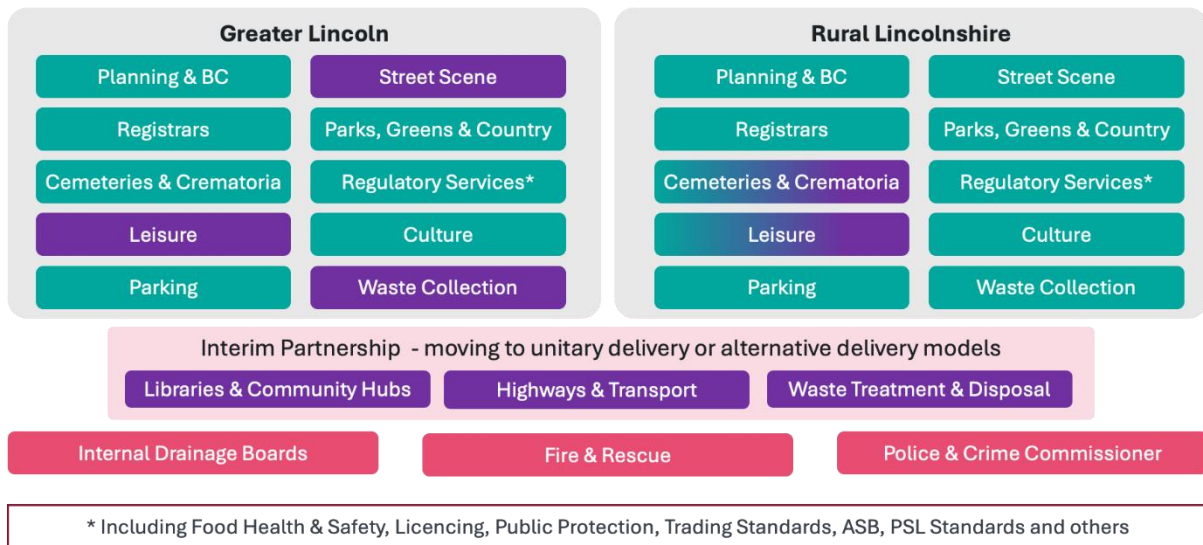 Greater Lincoln
Planning & BC
Street Scene
Registrars
Parks, Greens & Country
Cemeteries & Crematoria
Regulatory Services*
Leisure
Culture
Parking
Waste Collection
Rural Lincolnshire
Planning & BC
Street Scene
Registrars
Parks, Greens & Country
Cemeteries & Crematoria
Regulatory Services*
Leisure
Culture
Parking
Waste Collection
Interim Partnership - moving to unitary delivery or alternative delivery models
Libraries & Community Hubs
Highways & Transport
Waste Treatment & Disposal
Internal Drainage Boards
Fire & Rescue
Police & Crime Commissioner
* Including Food Health & Safety, Licencing, Public Protection, Trading Standards, ASB, PSL Standards and others